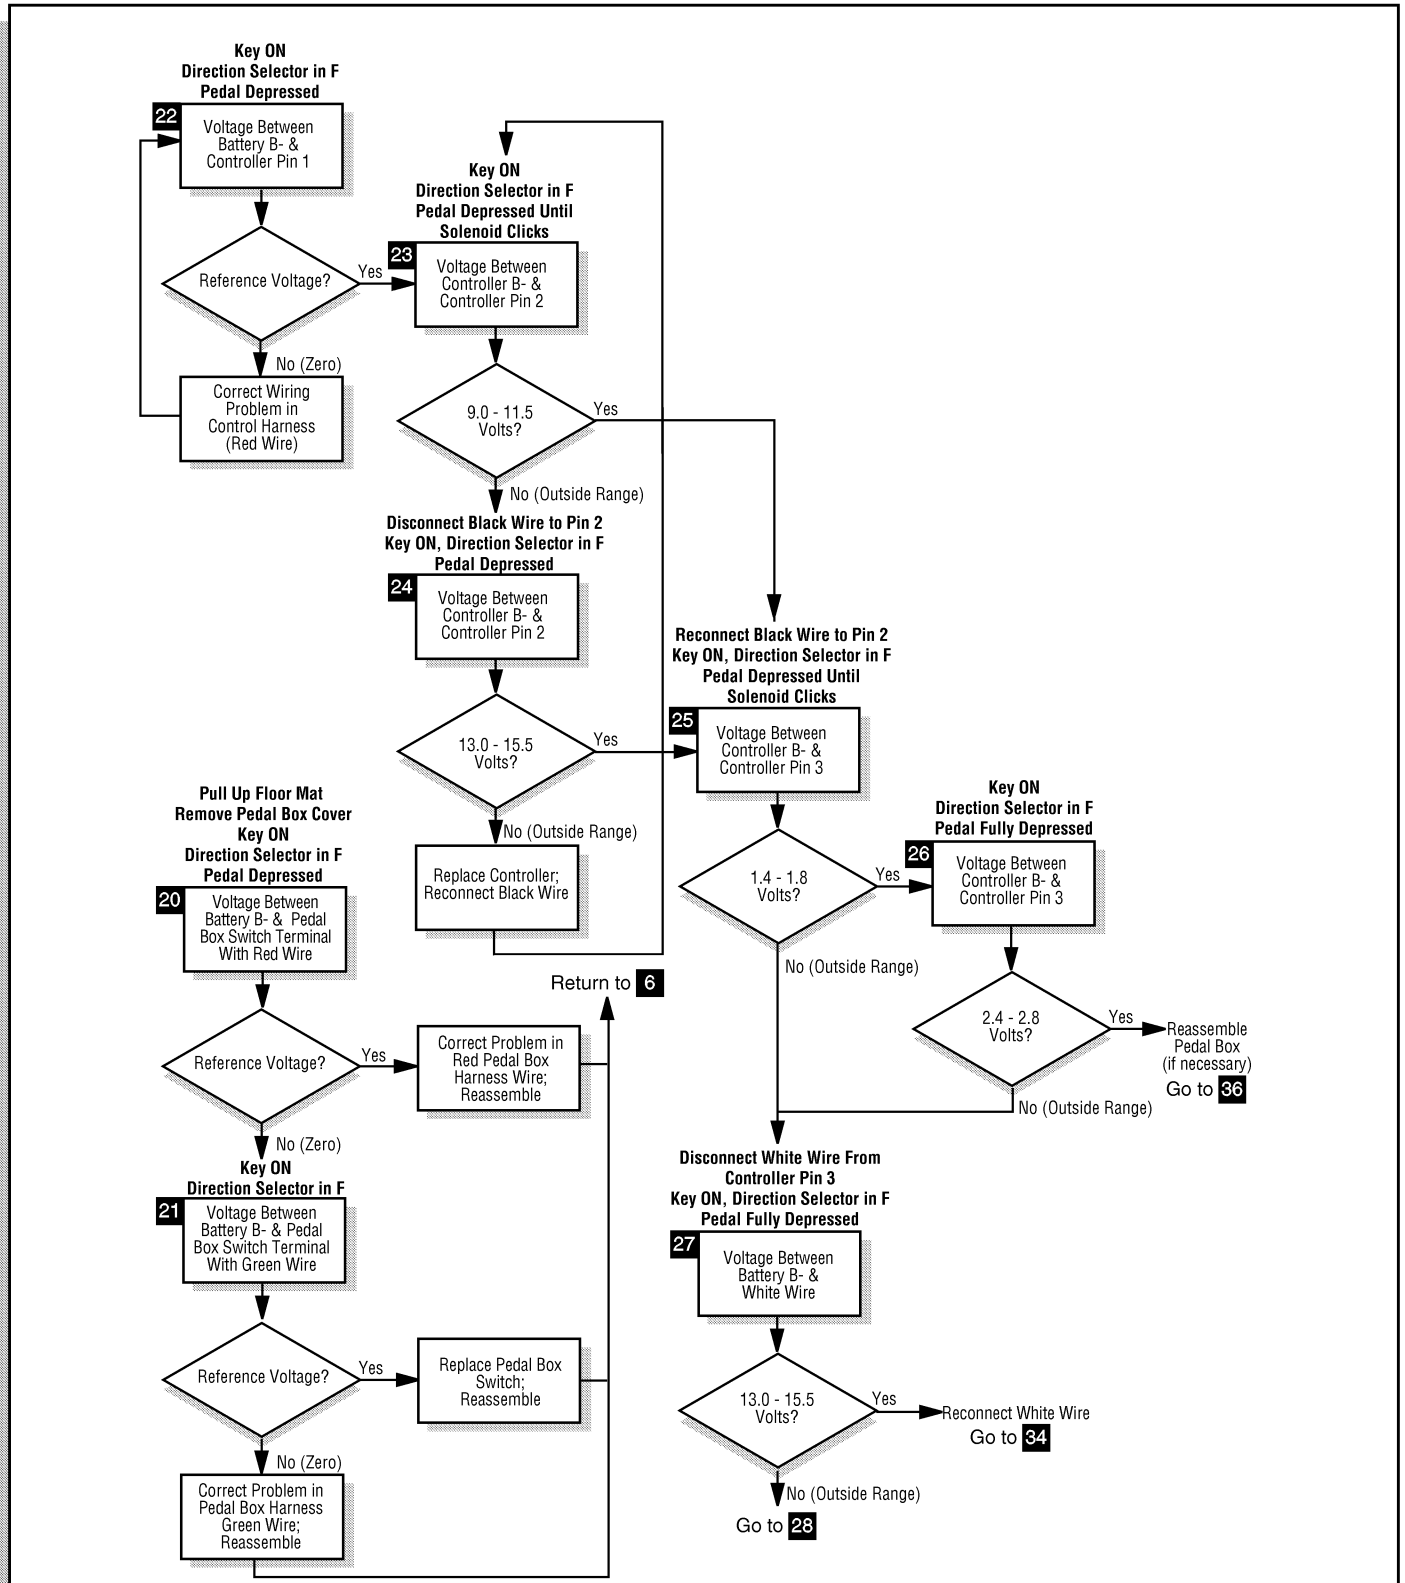 Key ON
Direction Selector in F
Pedal Depressed
22
Voltage Between
Battery B- &
Controller Pin 1
Reference Voltage?
Yes
No (Zero)
Correct Wiring
Problem in
Control Harness
(Red Wire)
Key ON
Direction Selector in F
Pedal Depressed Until
Solenoid Clicks
23
Voltage Between
Controller B- &
Controller Pin 2
9.0 - 11.5
Volts?
Yes
No (Outside Range)
Disconnect Black Wire to Pin 2
Key ON, Direction Selector in F
Pedal Depressed
24
Voltage Between
Controller B- &
Controller Pin 2
13.0 - 15.5
Volts?
Yes
No (Outside Range)
Replace Controller;
Reconnect Black Wire
Reconnect Black Wire to Pin 2
Key ON, Direction Selector in F
Pedal Depressed Until
Solenoid Clicks
25
Voltage Between
Controller B- &
Controller Pin 3
1.4 - 1.8
Volts?
Yes
No (Outside Range)
Key ON
Direction Selector in F
Pedal Fully Depressed
26
Voltage Between
Controller B- &
Controller Pin 3
2.4 - 2.8
Volts?
Yes
Reassemble
Pedal Box
(if necessary)
Go to 36
No (Outside Range)
Pull Up Floor Mat
Remove Pedal Box Cover
Key ON
Direction Selector in F
Pedal Depressed
20
Voltage Between
Battery B- & Pedal
Box Switch Terminal
With Red Wire
Reference Voltage?
Yes
Correct Problem in
Red Pedal Box
Harness Wire;
Reassemble
Return to 6
No (Zero)
Key ON
Direction Selector in F
21
Voltage Between
Battery B- & Pedal
Box Switch Terminal
With Green Wire
Reference Voltage?
Yes
Replace Pedal Box
Switch;
Reassemble
No (Zero)
Correct Problem in
Pedal Box Harness
Green Wire;
Reassemble
Disconnect White Wire From
Controller Pin 3
Key ON, Direction Selector in F
Pedal Fully Depressed
27
Voltage Between
Battery B- &
White Wire
13.0 - 15.5
Volts?
Yes
Reconnect White Wire
Go to 34
No (Outside Range)
Go to 28